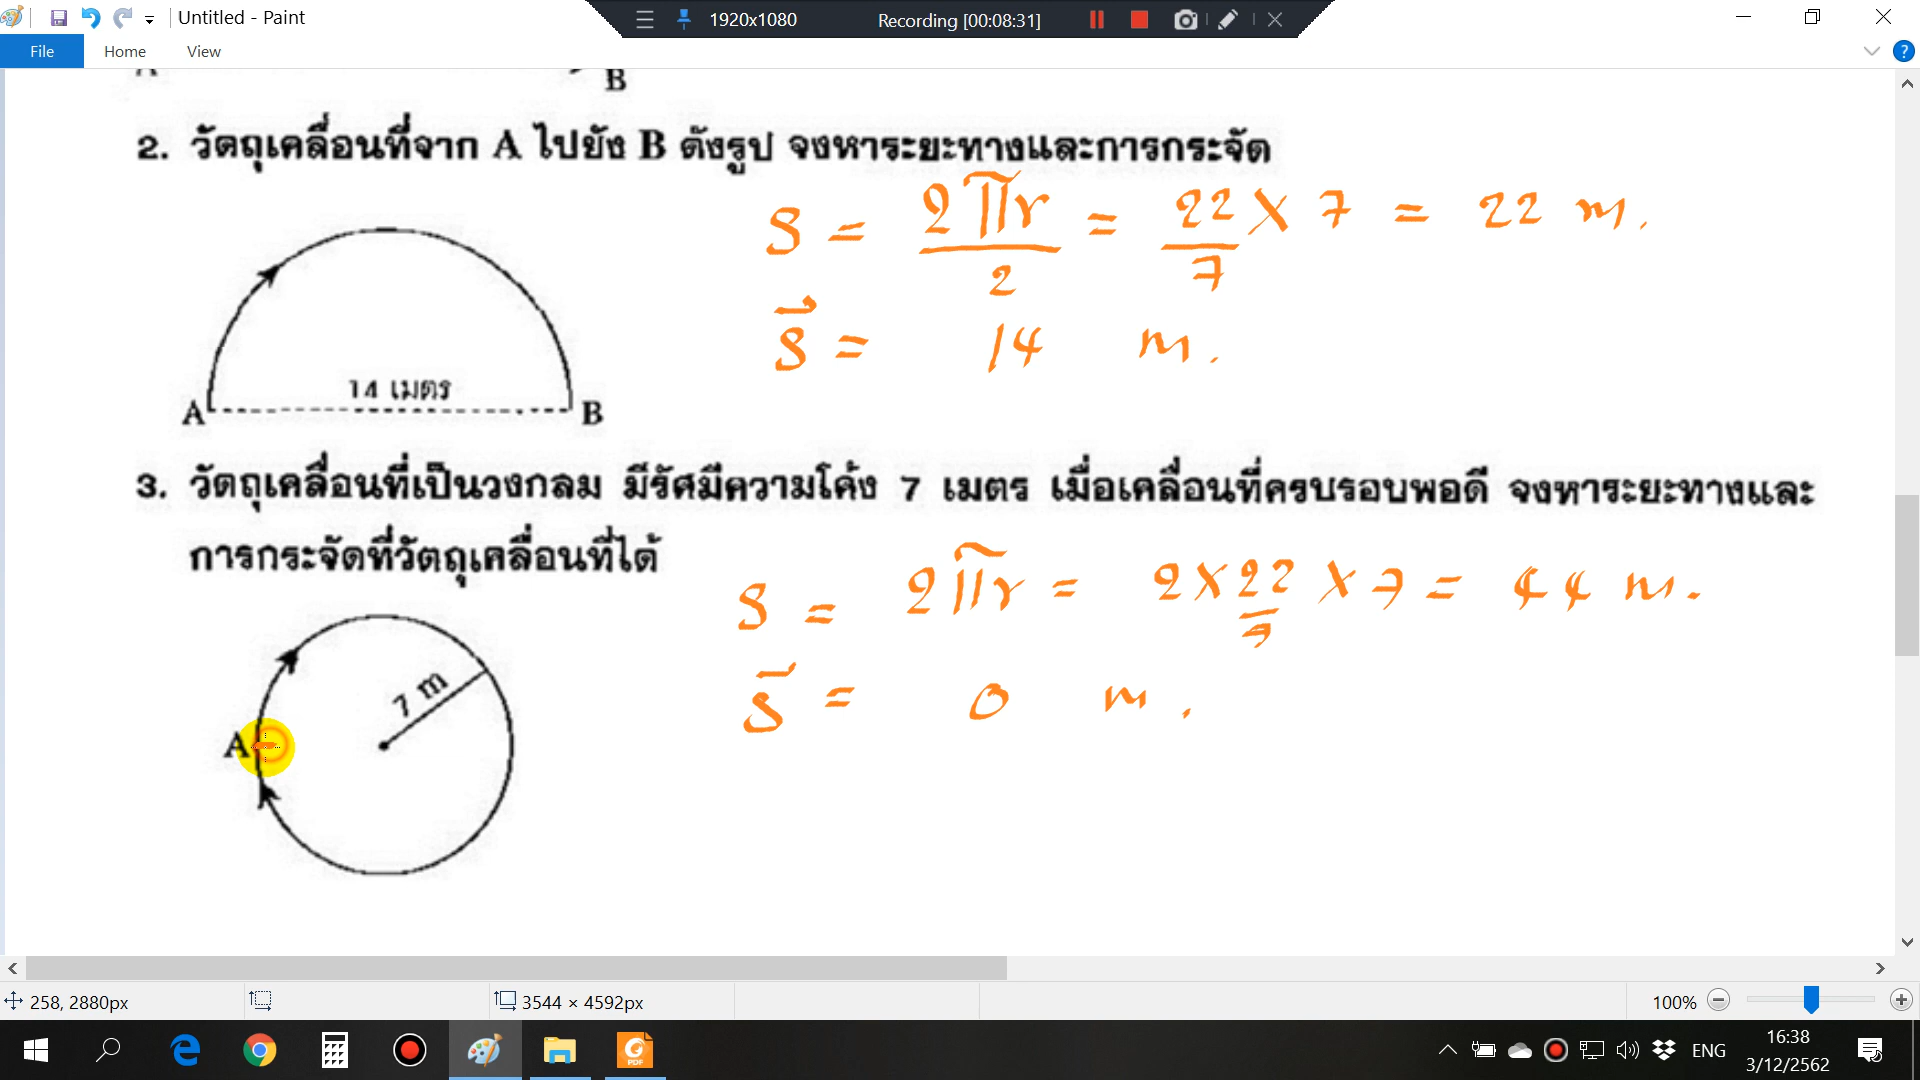 Untitled - Paint
1920x1080
Recording [00:08:31]
File
Home
View
A
B
2. วัตถุเคลื่อนที่จาก A ไปยัง B ดังรูป จงหาระยะทางและการกระจัด
S = 2πr/2 = 22/7 × 7 = 22 m.
14 เมตร
A
B
S⃗ = 14 m.
3. วัตถุเคลื่อนที่เป็นวงกลม มีรัศมีความโค้ง 7 เมตร เมื่อเคลื่อนที่ครบรอบพอดี จงหาระยะทางและ
การกระจัดที่วัตถุเคลื่อนที่ได้
S = 2πr = 2 × 22/7 × 7 = 44 m.
7 m
A
S⃗ = 0 m.
258, 2880px
3544 × 4592px
100%
PDF
ENG
16:38
3/12/2562